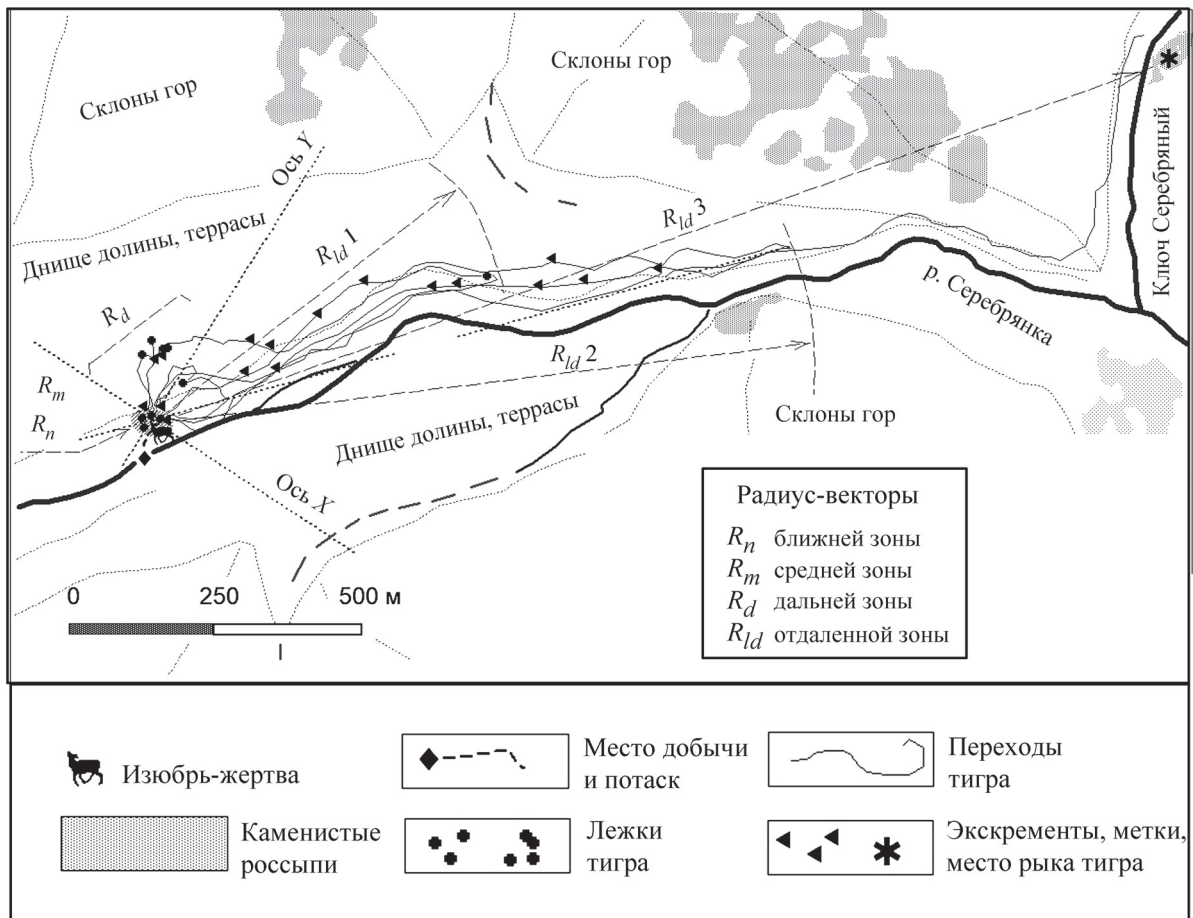 Склоны гор
Склоны гор
Ось Y
Днище долины, террасы
R_ld 1
R_ld 3
Ключ Серебряный
R_d
р. Серебрянка
R_m
R_ld 2
R_n
Днище долины, террасы
Склоны гор
Ось X
0 250 500 м
Радиус-векторы
R_n ближней зоны
R_m средней зоны
R_d дальней зоны
R_ld отдаленной зоны
Изюбрь-жертва
Место добычи
и потаск
Переходы
тигра
Каменистые
россыпи
Лежки
тигра
Экскременты, метки,
место рыка тигра